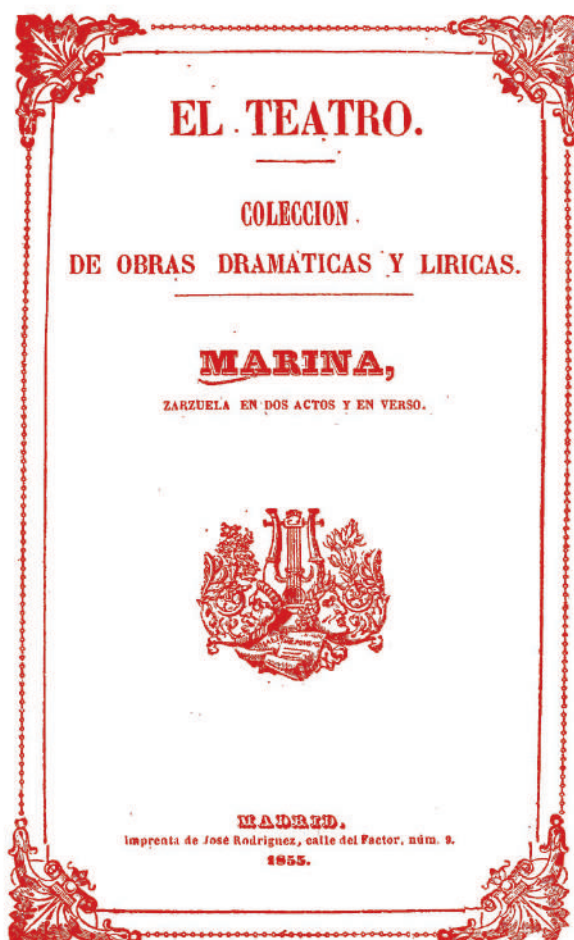 EL TEATRO.
COLECCION
DE OBRAS DRAMÁTICAS Y LIRICAS.
MARINA,
ZARZUELA EN DOS ACTOS Y EN VERSO.
MADRID.
Imprenta de José Rodriguez, calle del Factor, núm. 9.
1855.